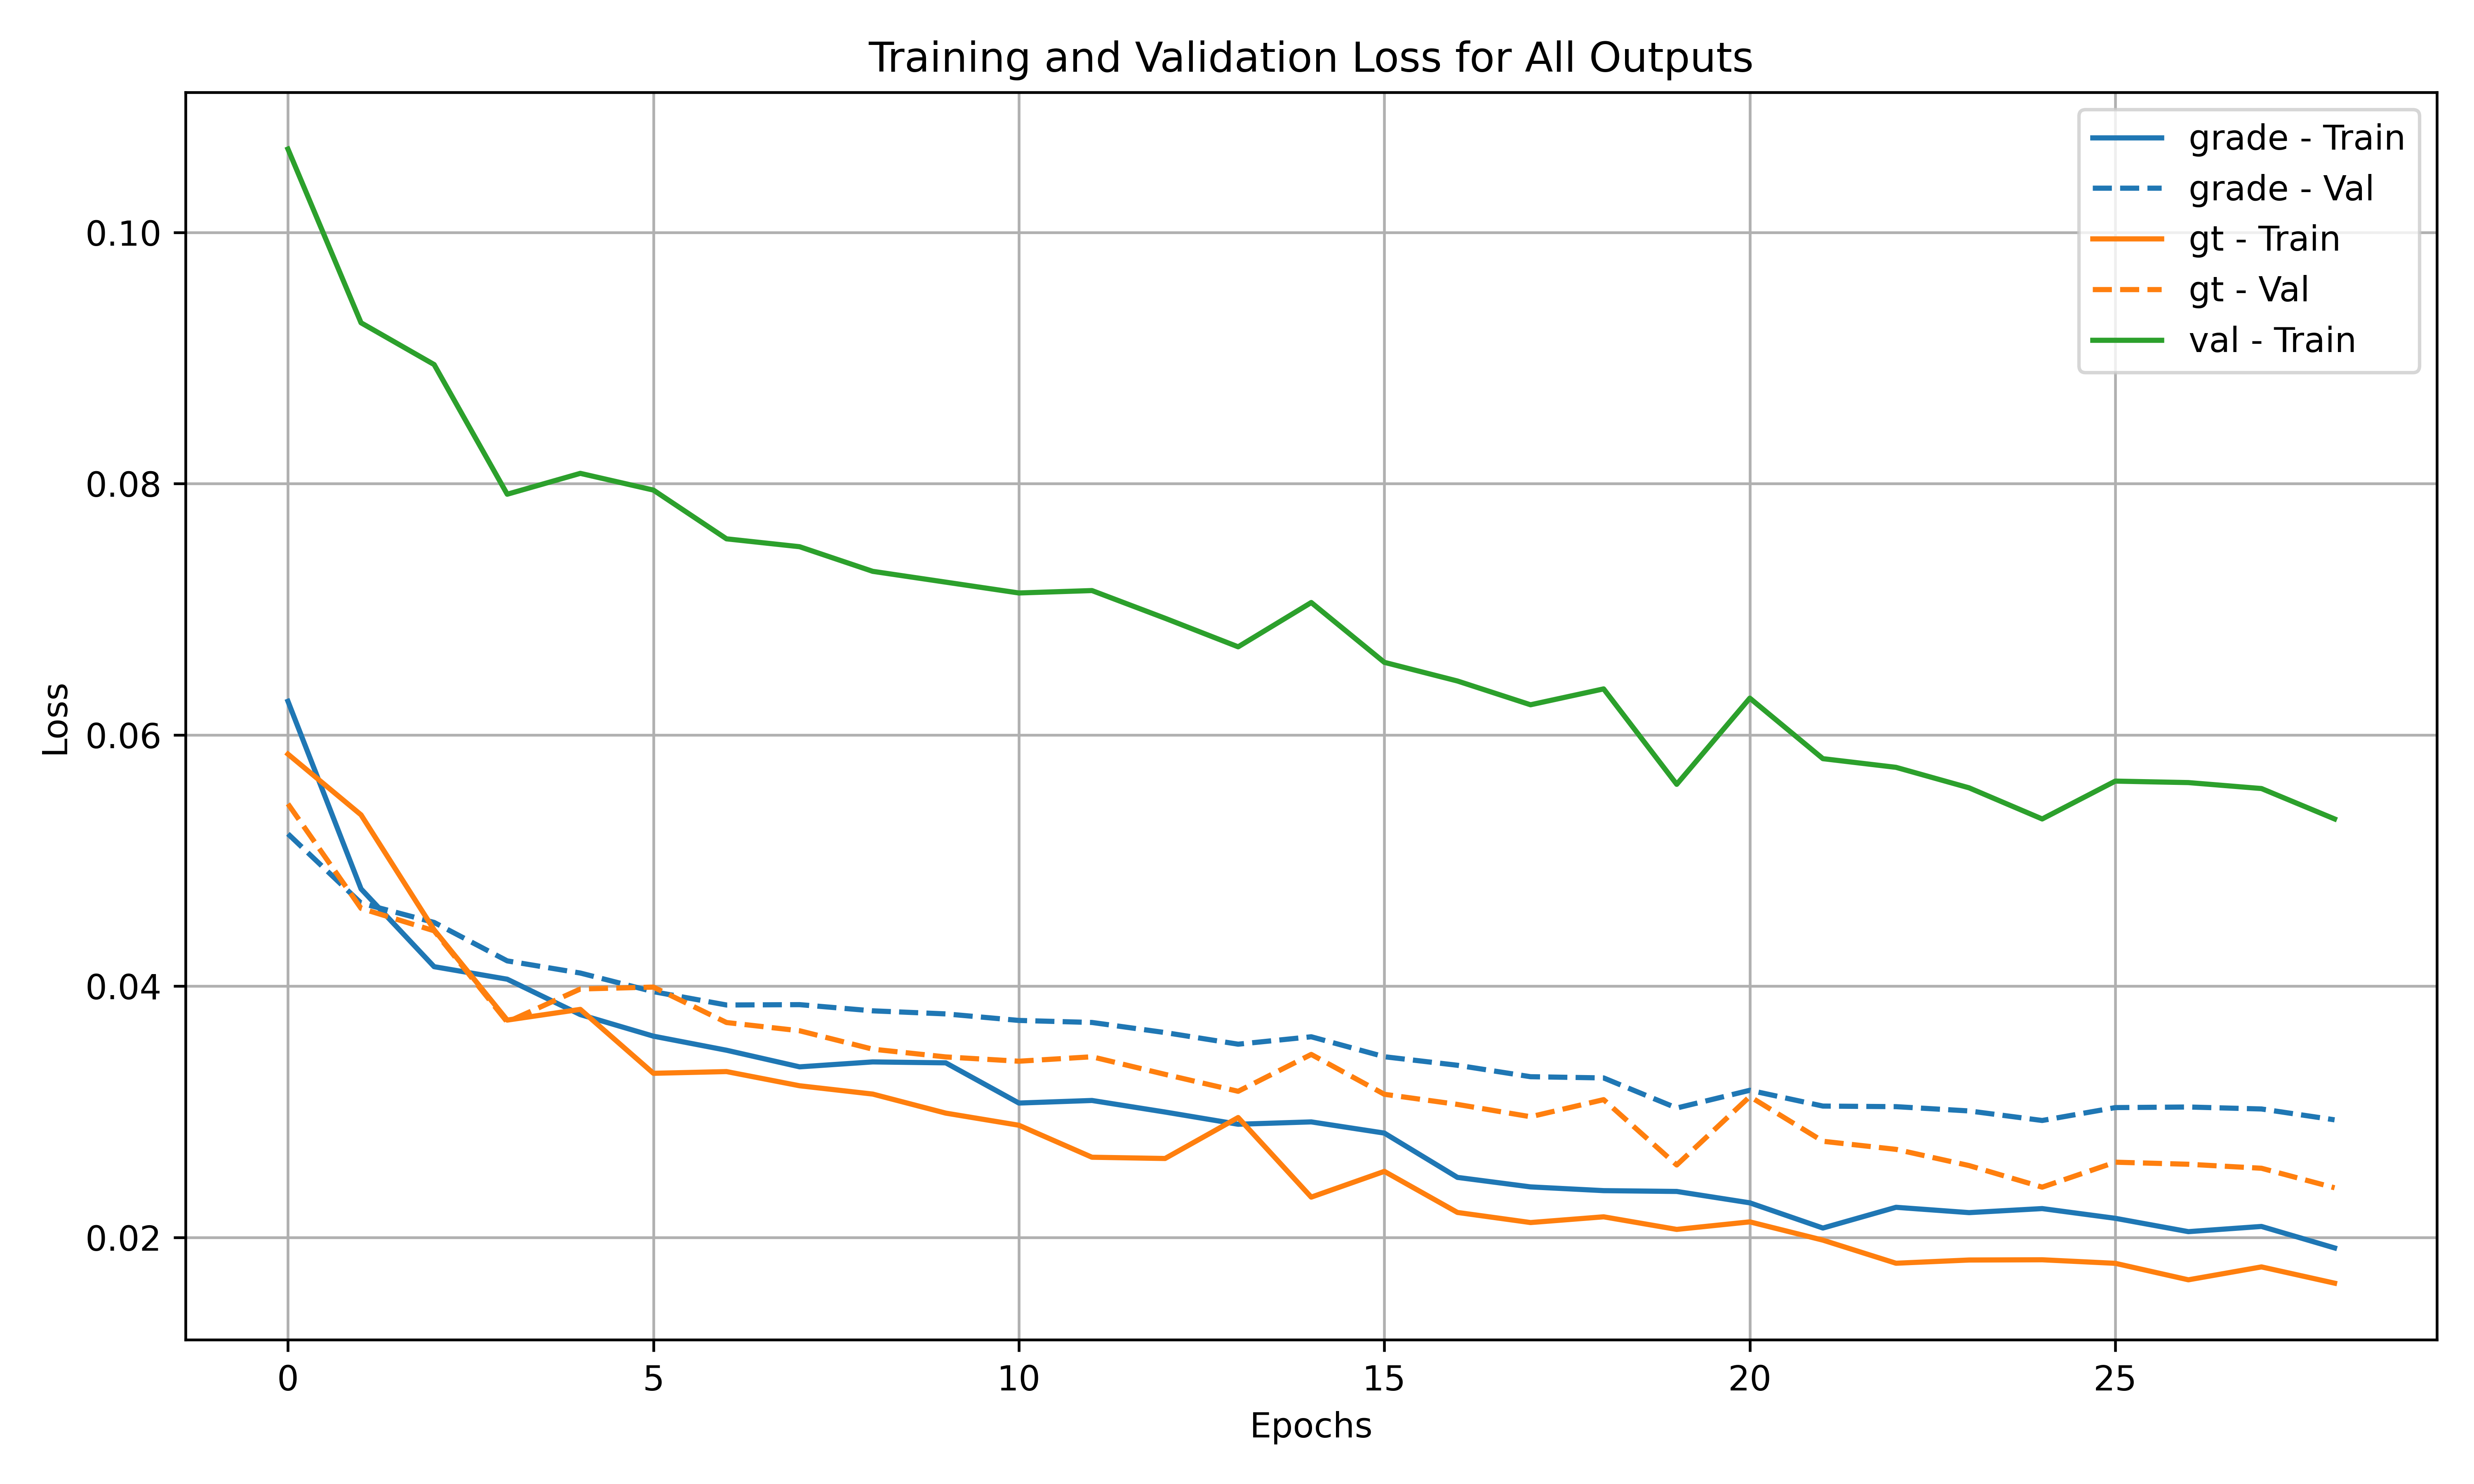 Training and Validation Loss for All Outputs
grade - Train
grade - Val
gt - Train
gt - Val
val - Train
0.10
0.08
0.06
0.04
0.02
Loss
0 5 10 15 20 25
Epochs